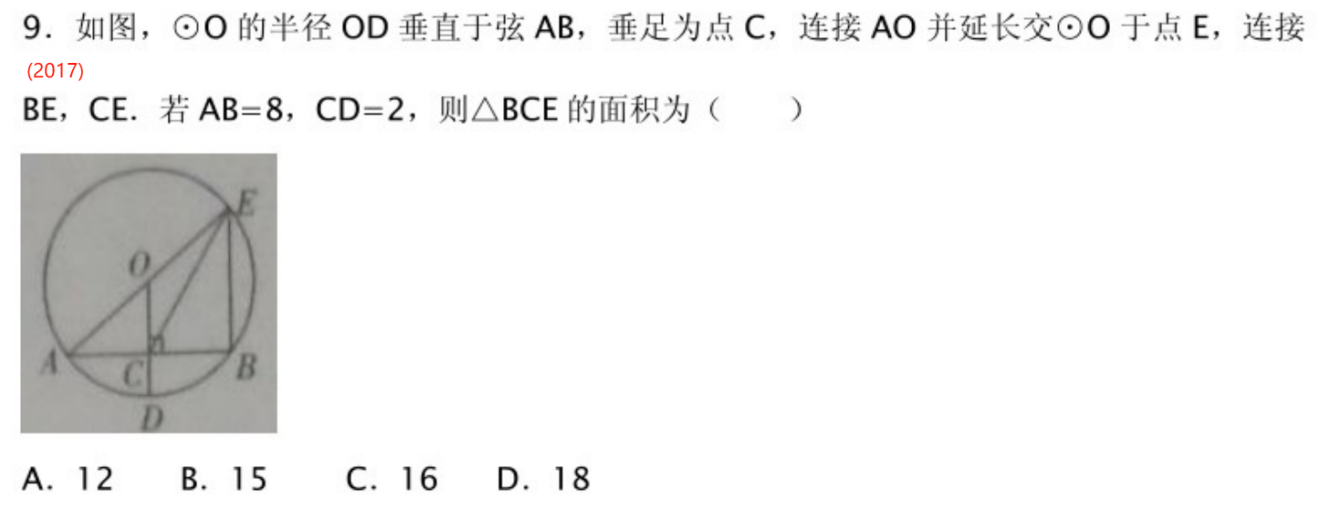 9．如图，⊙O 的半径 OD 垂直于弦 AB，垂足为点 C，连接 AO 并延长交⊙O 于点 E，连接
(2017)
BE，CE．若 AB=8，CD=2，则△BCE 的面积为（　　）
E
O
A
C
B
D
A．12 B．15 C．16 D．18